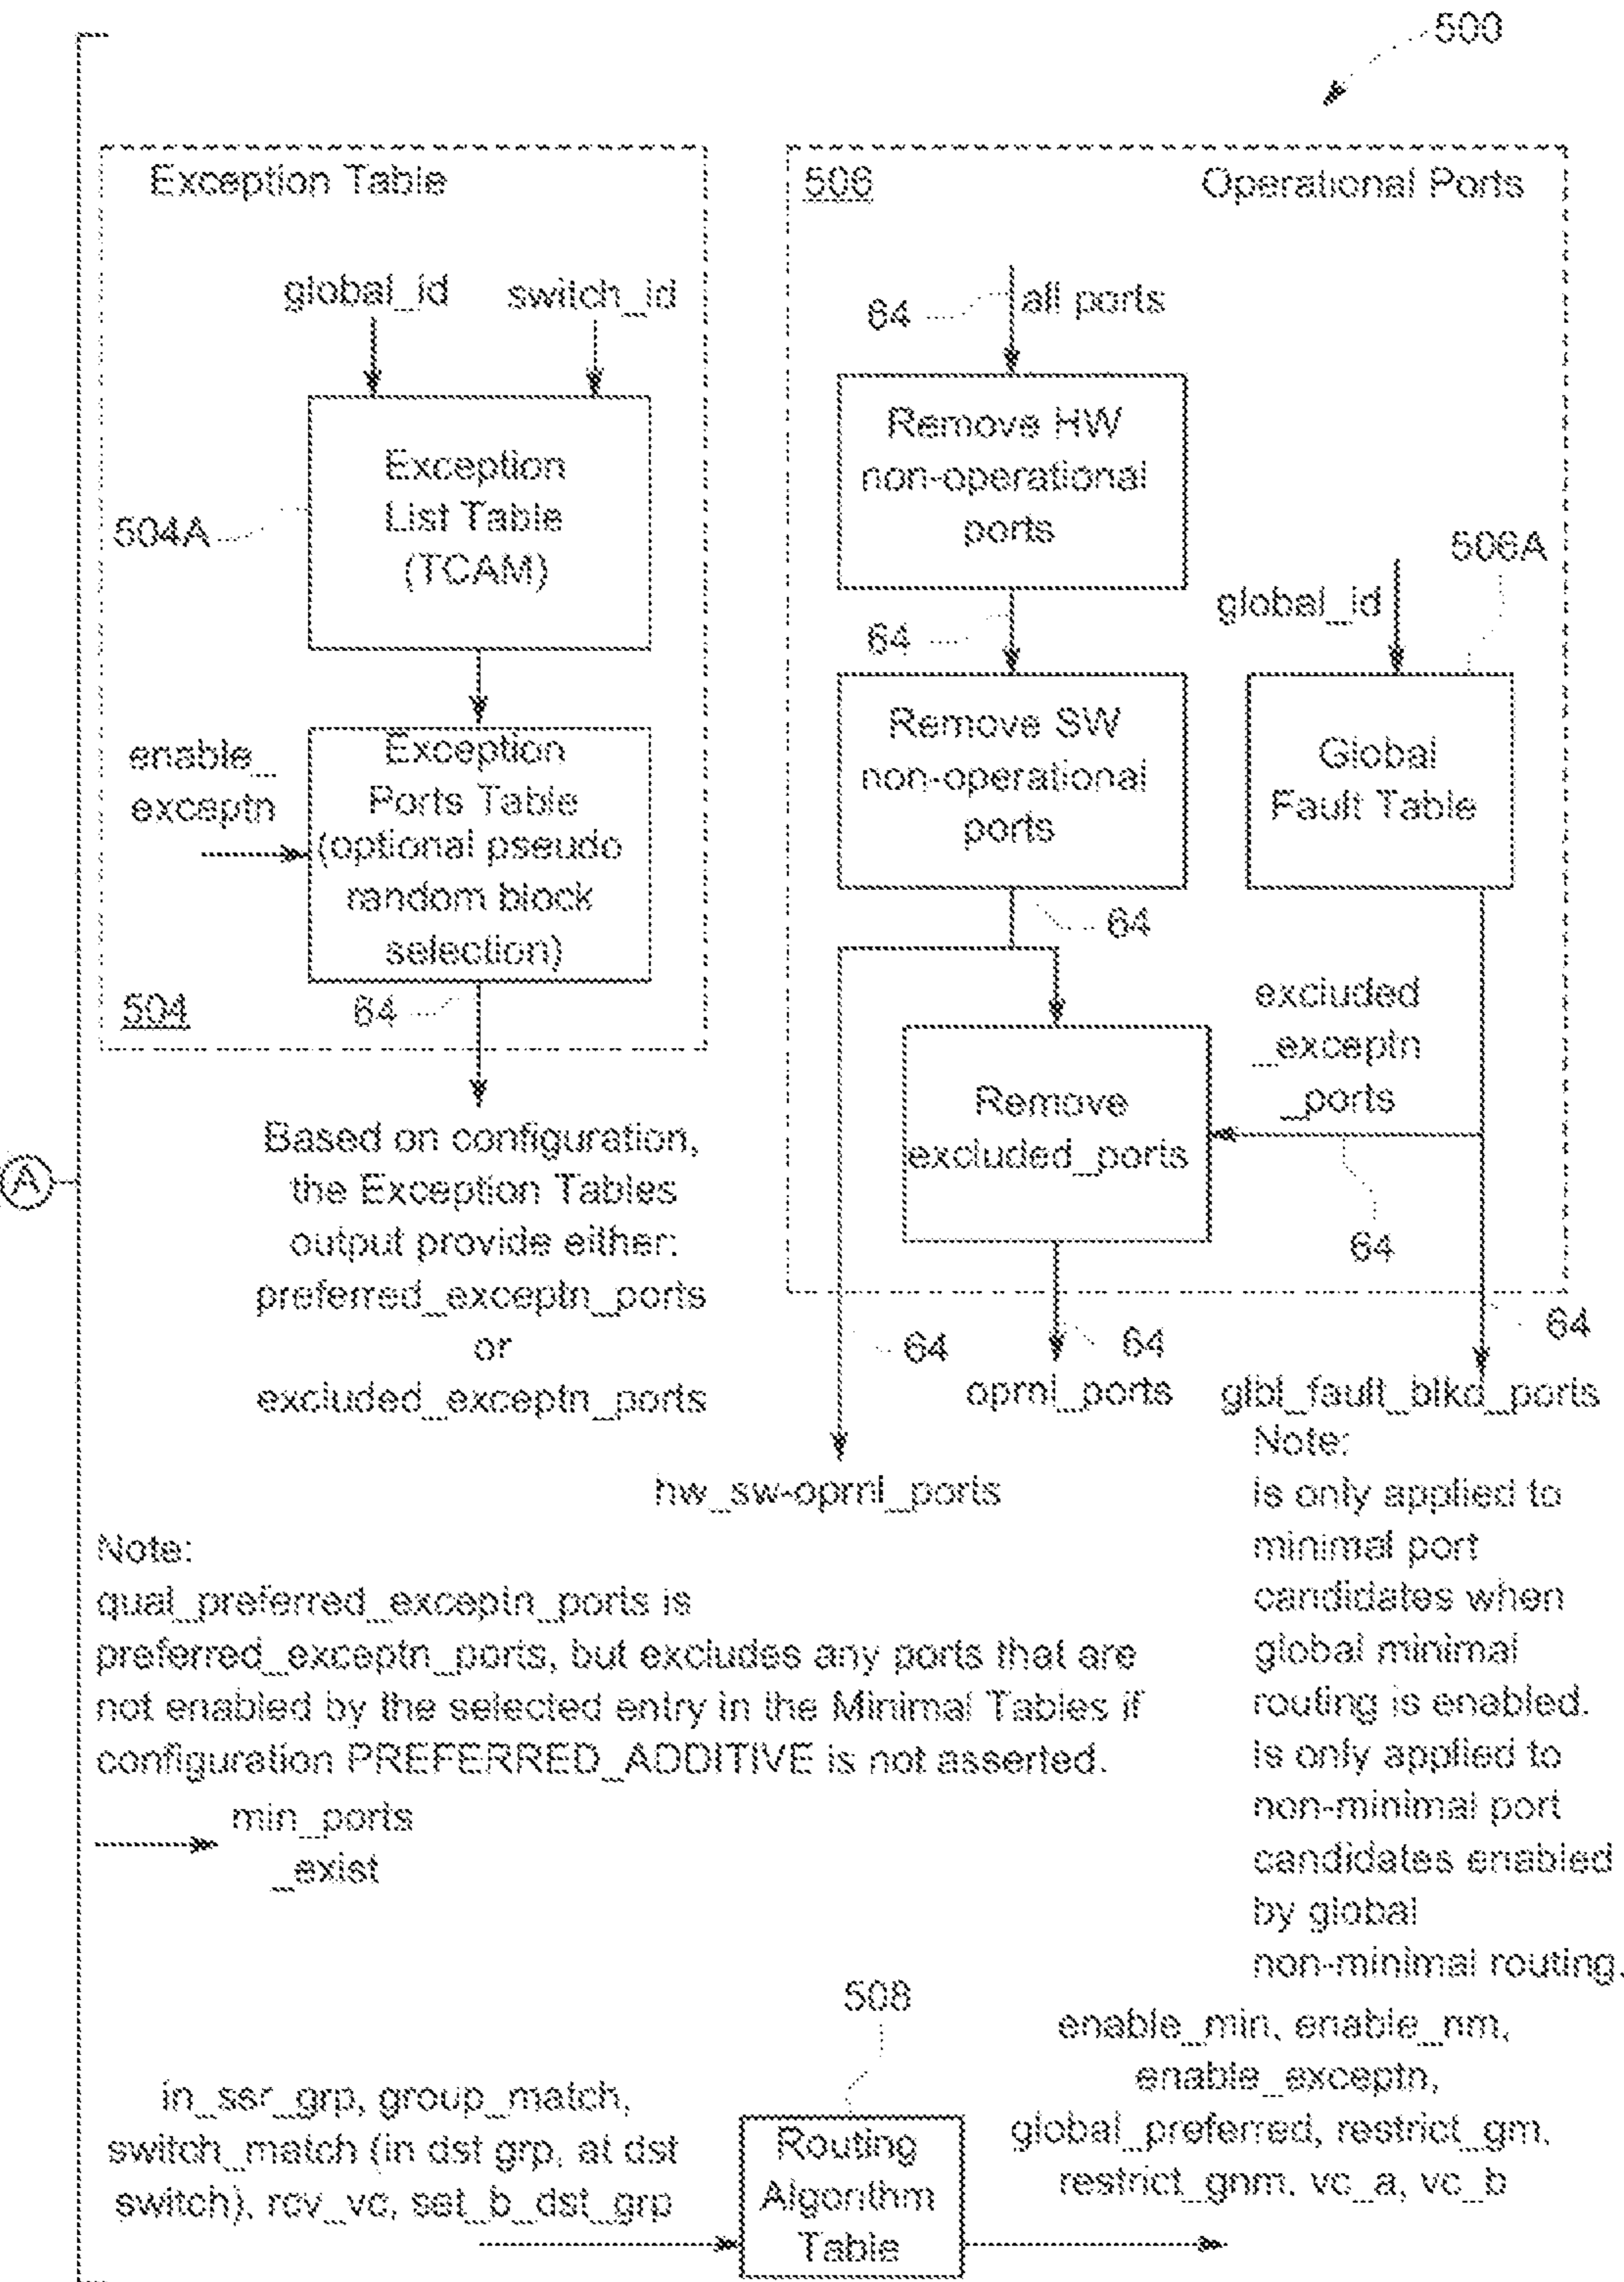 500
Exception Table
global_id
switch_id
Exception
List Table
(TCAM)
504A
enable_
exceptn
Exception
Ports Table
(optional pseudo
random block
selection)
504
64
Based on configuration,
the Exception Tables
output provide either:
preferred_exceptn_ports
or
excluded_exceptn_ports
A
506
Operational Ports
64
all ports
Remove HW
non-operational
ports
64
Remove SW
non-operational
ports
64
506A
global_id
Global
Fault Table
excluded
_exceptn
_ports
Remove
excluded_ports
64
64
64
64
oprnl_ports
glbl_fault_blkd_ports
hw_sw-oprnl_ports
Note:
is only applied to
minimal port
candidates when
global minimal
routing is enabled.
is only applied to
non-minimal port
candidates enabled
by global
non-minimal routing.
Note:
qual_preferred_exceptn_ports is
preferred_exceptn_ports, but excludes any ports that are
not enabled by the selected entry in the Minimal Tables if
configuration PREFERRED_ADDITIVE is not asserted.
min_ports
_exist
508
in_ssr_grp, group_match,
switch_match (in dst grp, at dst
switch), rcv_vc, set_b_dst_grp
Routing
Algorithm
Table
enable_min, enable_nm,
enable_exceptn,
global_preferred, restrict_gm,
restrict_gnm, vc_a, vc_b